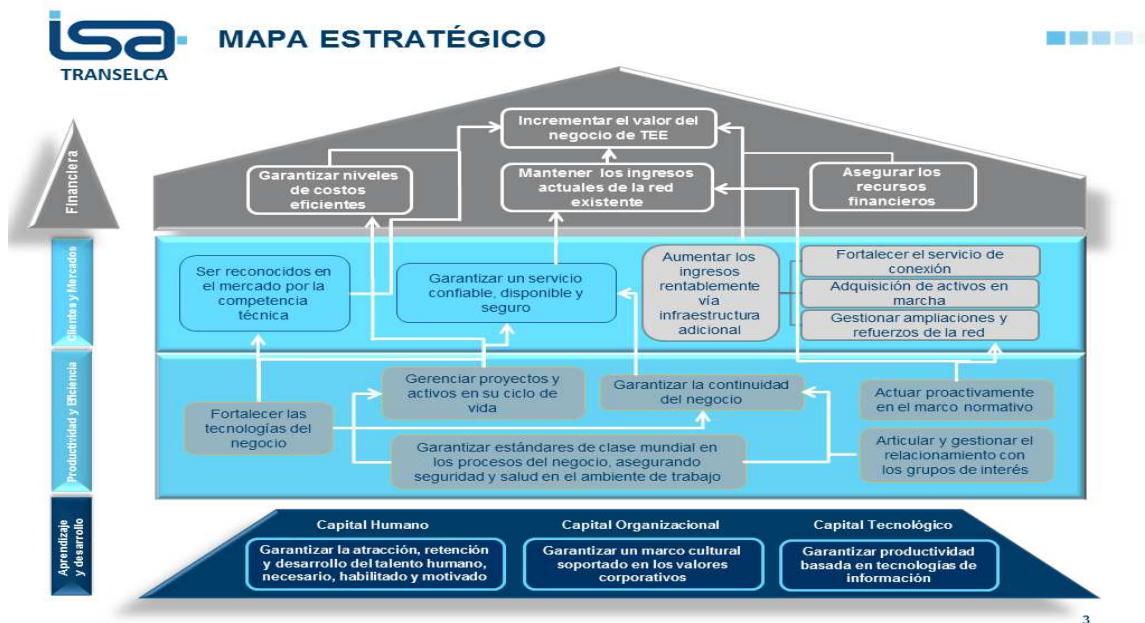 isa
TRANSELCA
MAPA ESTRATÉGICO
Financiera
Incrementar el valor del
negocio de TEE
Garantizar niveles
de costos
eficientes
Mantener los ingresos
actuales de la red
existente
Asegurar los
recursos
financieros
Clientes y Mercados
Ser reconocidos en
el mercado por la
competencia
técnica
Garantizar un servicio
confiable, disponible y
seguro
Aumentar los
ingresos
rentablemente
vía
infraestructura
adicional
Fortalecer el servicio de
conexión
Adquisición de activos en
marcha
Gestionar ampliaciones y
refuerzos de la red
Productividad y Eficiencia
Fortalecer las
tecnologías del
negocio
Gerenciar proyectos y
activos en su ciclo de
vida
Garantizar la continuidad
del negocio
Actuar proactivamente
en el marco normativo
Garantizar estándares de clase mundial en
los procesos del negocio, asegurando
seguridad y salud en el ambiente de trabajo
Articular y gestionar el
relacionamiento con
los grupos de interés
Aprendizaje
y desarrollo
Capital Humano
Garantizar la atracción, retención
y desarrollo del talento humano,
necesario, habilitado y motivado
Capital Organizacional
Garantizar un marco cultural
soportado en los valores
corporativos
Capital Tecnológico
Garantizar productividad
basada en tecnologías de
información
3